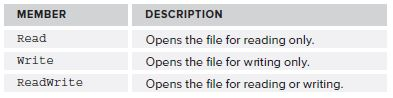 MEMBER DESCRIPTION
Read Opens the file for reading only.
Write Opens the file for writing only.
ReadWrite Opens the file for reading or writing.